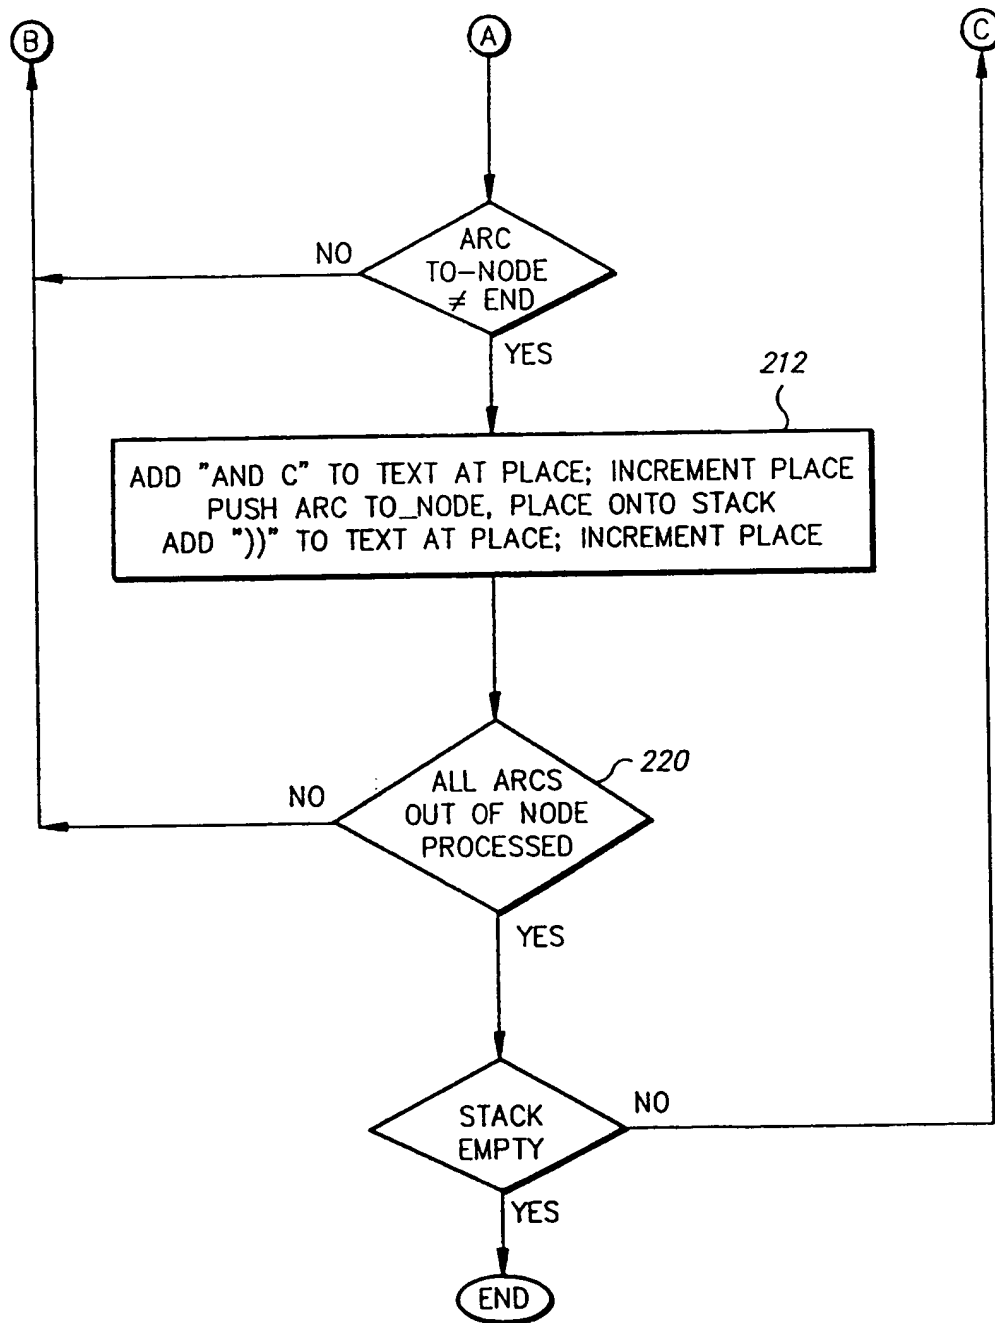 B
A
C
ARC
TO-NODE
≠ END
NO
YES
212
ADD "AND C" TO TEXT AT PLACE; INCREMENT PLACE
PUSH ARC TO_NODE, PLACE ONTO STACK
ADD "))" TO TEXT AT PLACE; INCREMENT PLACE
220
NO
ALL ARCS
OUT OF NODE
PROCESSED
YES
STACK
EMPTY
NO
YES
END